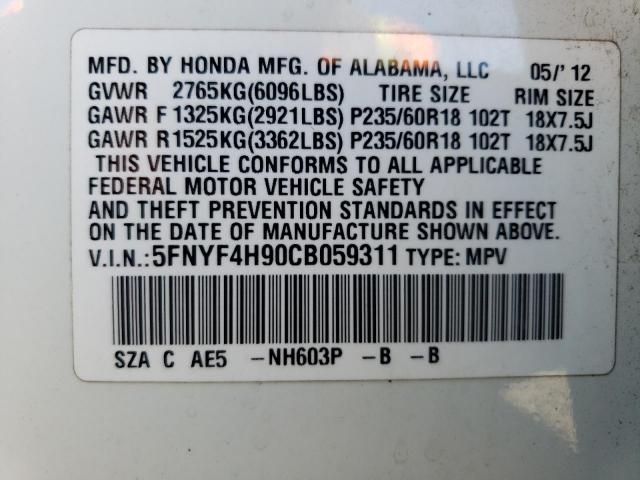 MFD. BY HONDA MFG. OF ALABAMA, LLC 05/' 12
GVWR 2765KG(6096LBS) TIRE SIZE RIM SIZE
GAWR F 1325KG(2921LBS) P235/60R18 102T 18X7.5J
GAWR R 1525KG(3362LBS) P235/60R18 102T 18X7.5J
THIS VEHICLE CONFORMS TO ALL APPLICABLE
FEDERAL MOTOR VEHICLE SAFETY
AND THEFT PREVENTION STANDARDS IN EFFECT
ON THE DATE OF MANUFACTURE SHOWN ABOVE.
V.I.N.:5FNYF4H90CB059311 TYPE: MPV
SZA C AE5 -NH603P -B -B